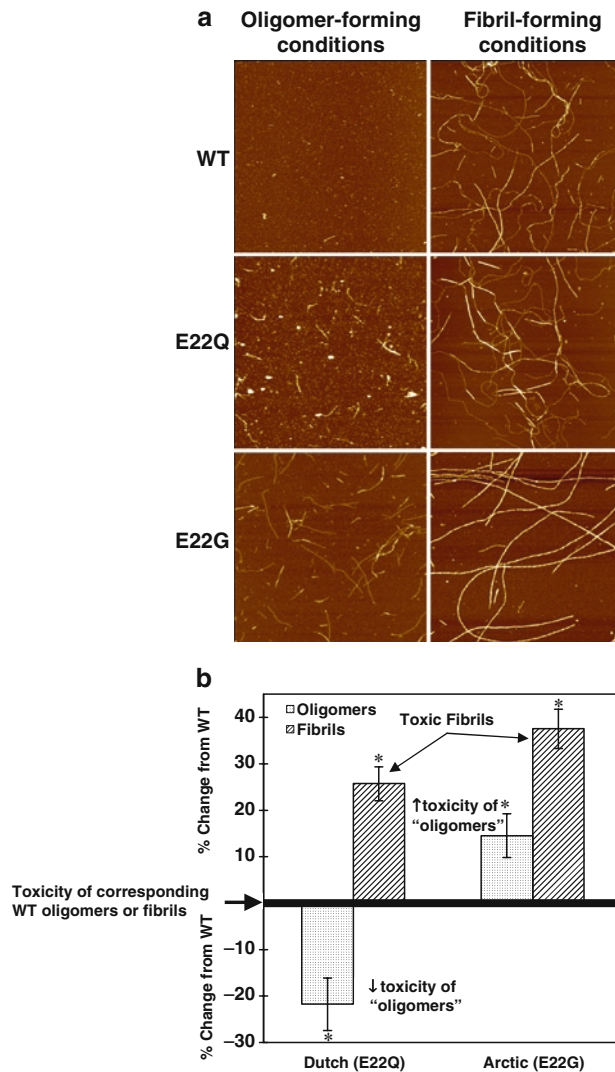 a
Oligomer-forming conditions
Fibril-forming conditions
WT
E22Q
E22G
b
Oligomers
Fibrils
Toxic Fibrils
% Change from WT
40
30
20
10
*
*
*
↑toxicity of
“oligomers”
Toxicity of corresponding
WT oligomers or fibrils
% Change from WT
–10
–20
–30
↓toxicity of
“oligomers”
*
Dutch (E22Q)
Arctic (E22G)